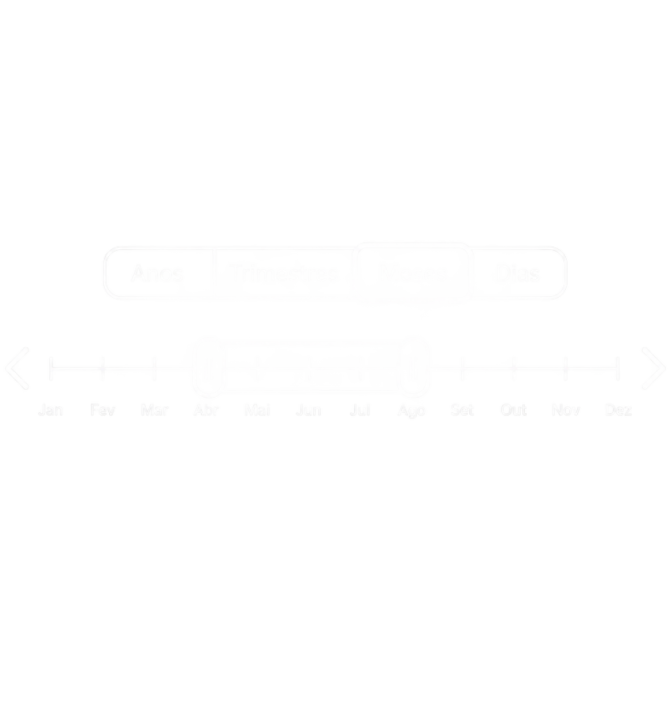 Anos Trimestres Meses Dias
Jan Fev Mar Abr Mai Jun Jul Ago Set Out Nov Dez